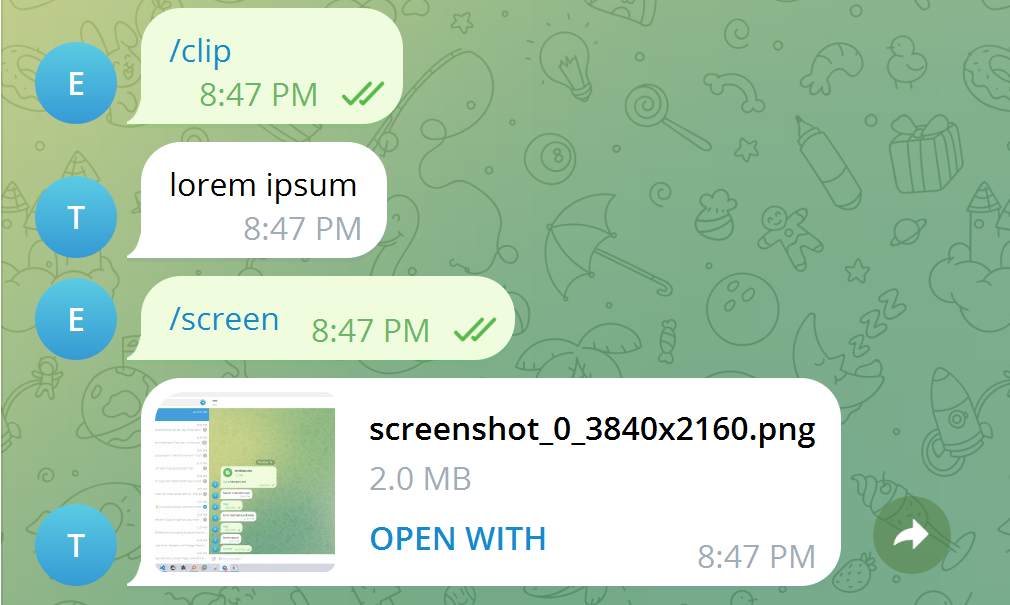 /clip
E
8:47 PM
lorem ipsum
T
8:47 PM
E
/screen 8:47 PM
screenshot_0_3840x2160.png
2.0 MB
OPEN WITH
T
8:47 PM